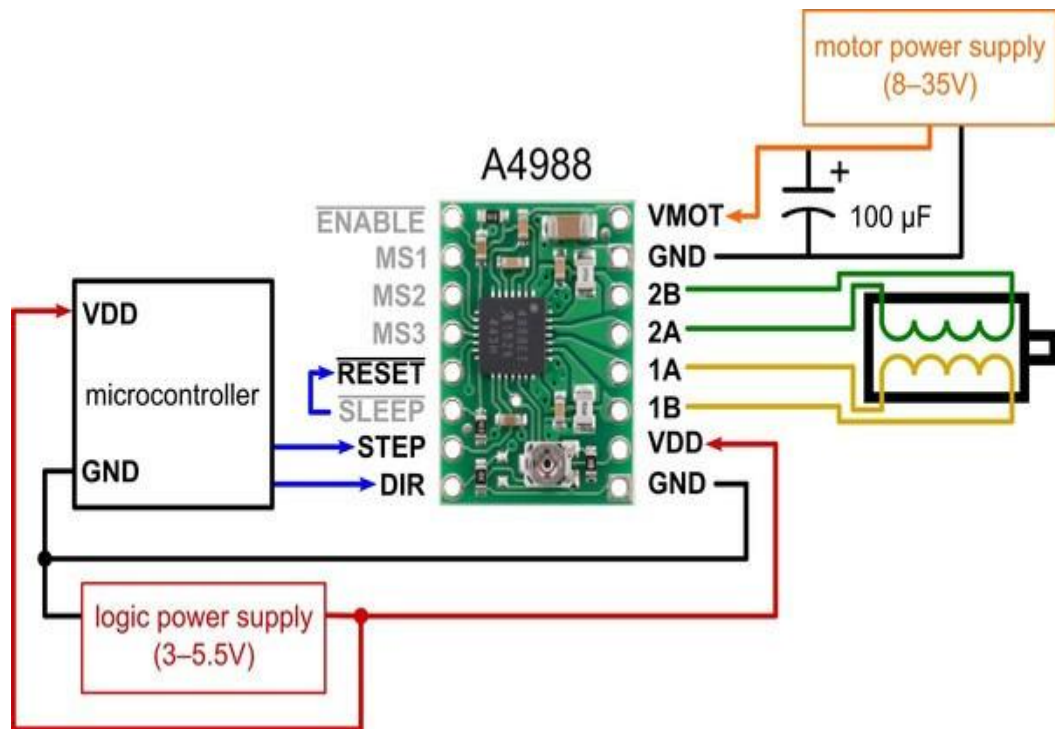 motor power supply
(8–35V)
A4988
+
100 µF
ENABLE
MS1
MS2
MS3
RESET
SLEEP
STEP
DIR
VMOT
GND
2B
2A
1A
1B
VDD
GND
VDD
microcontroller
GND
logic power supply
(3–5.5V)